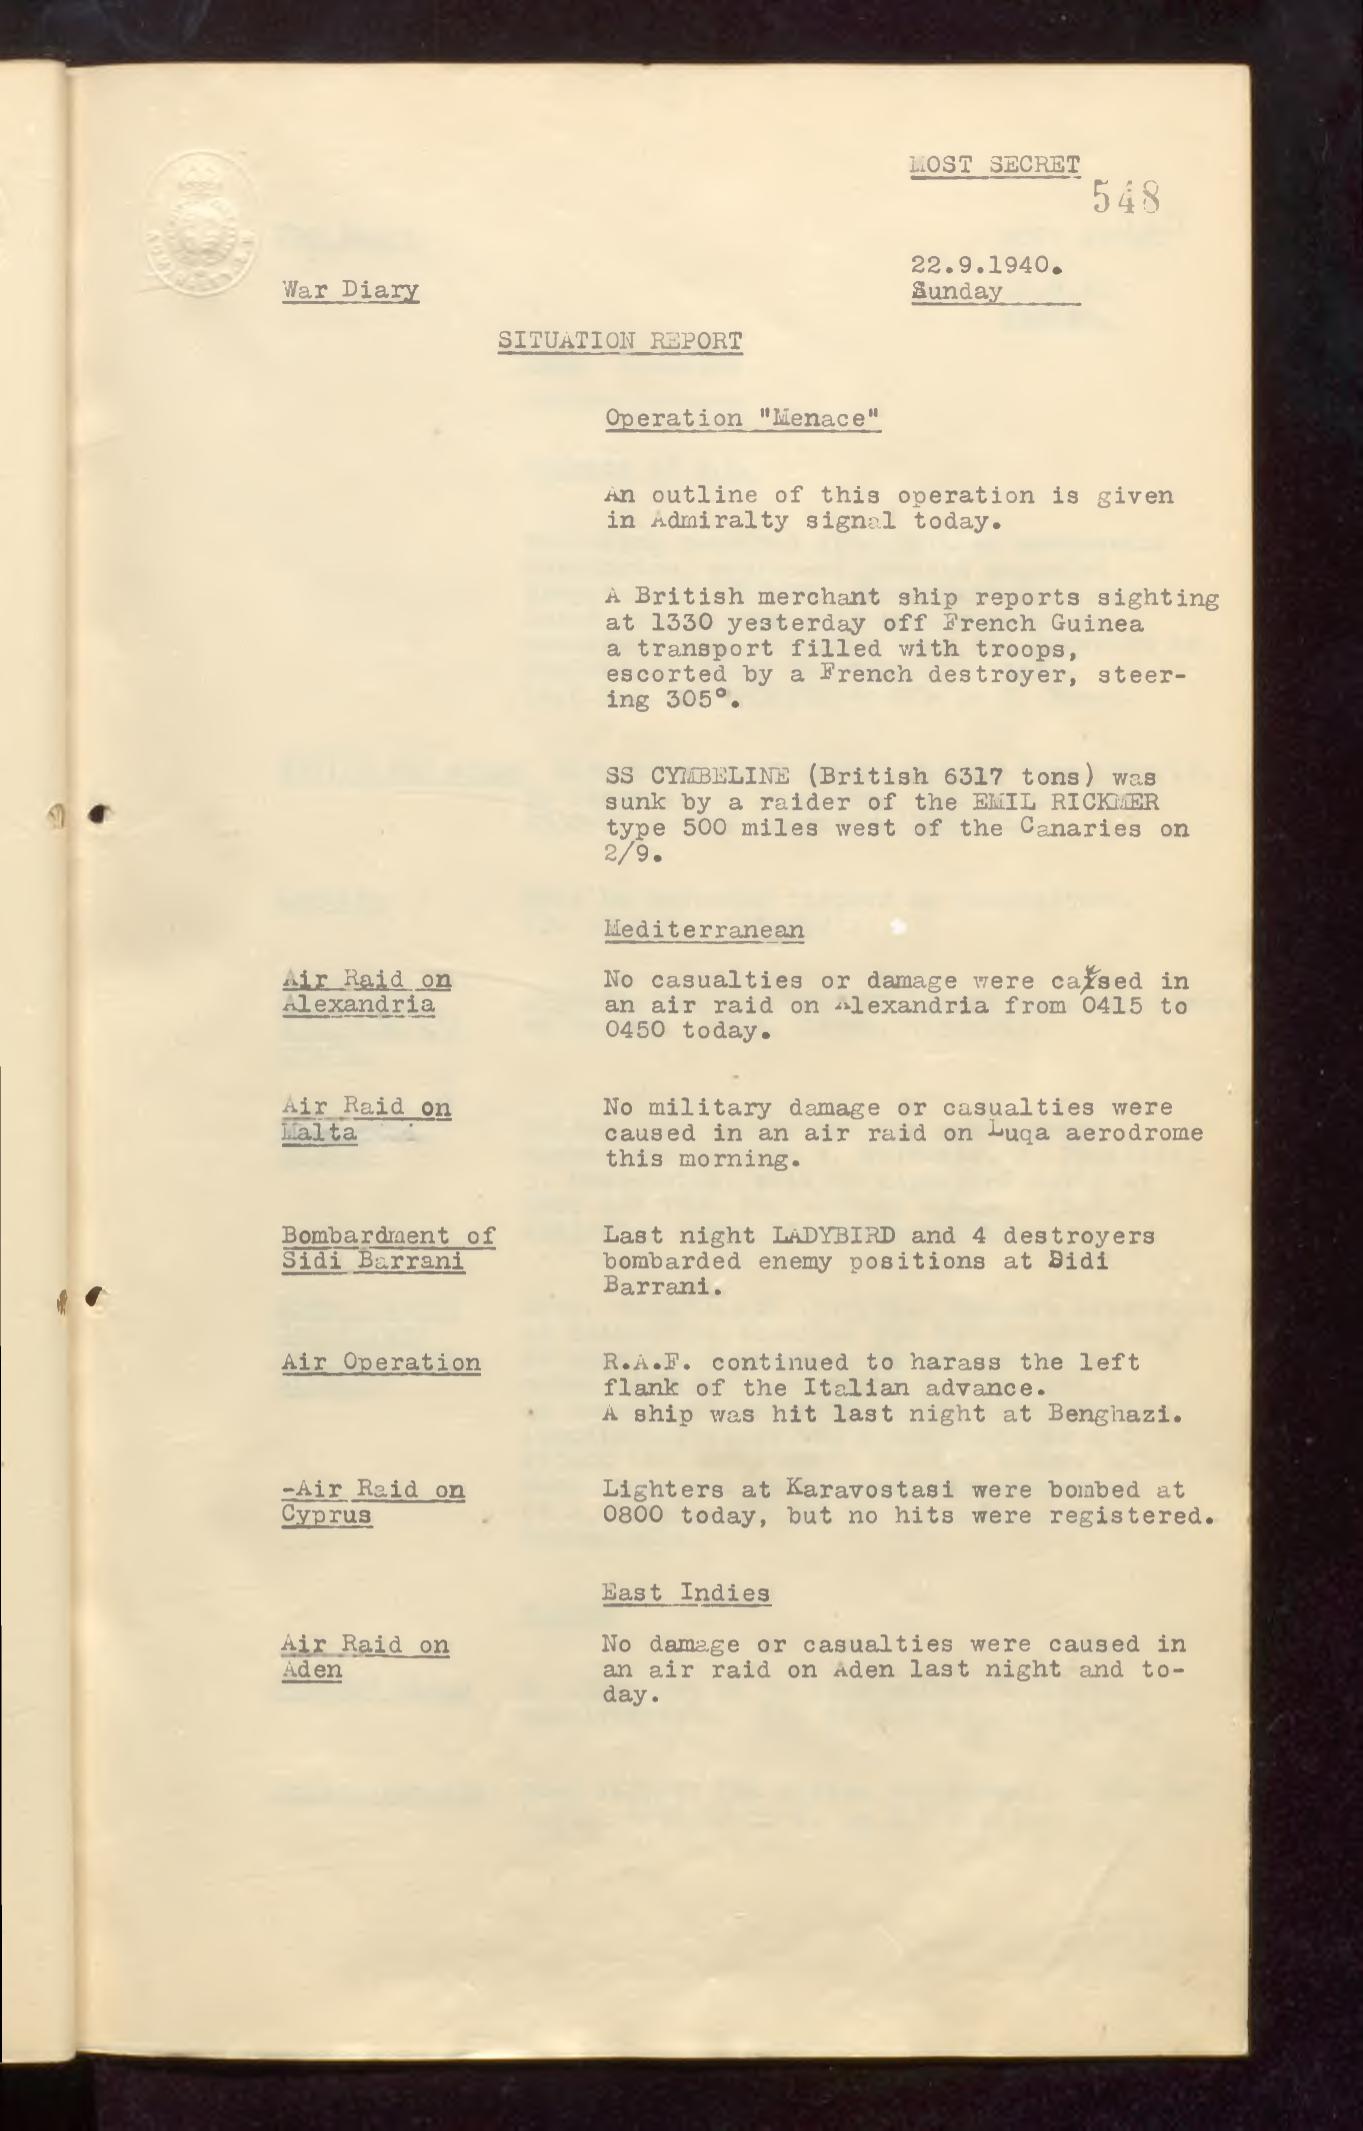 MOST SECRET
548
22.9.1940.
War Diary
Sunday
SITUATION REPORT
Operation "Menace"
An outline of this operation is given
in Admiralty signal today.
A British merchant ship reports sighting
at 1330 yesterday off French Guinea
a transport filled with troops,
escorted by a French destroyer, steer-
ing 305°.
SS CYMBELINE (British 6317 tons) was
sunk by a raider of the EMIL RICKMER
type 500 miles west of the Canaries on
2/9.
Mediterranean
Air Raid on
Alexandria
No casualties or damage were caused in
an air raid on Alexandria from 0415 to
0450 today.
Air Raid on
Malta
No military damage or casualties were
caused in an air raid on Luqa aerodrome
this morning.
Bombardment of
Sidi Barrani
Last night LADYBIRD and 4 destroyers
bombarded enemy positions at Sidi
Barrani.
Air Operation
R.A.F. continued to harass the left
flank of the Italian advance.
A ship was hit last night at Benghazi.
-Air Raid on
Cyprus
Lighters at Karavostasi were bombed at
0800 today, but no hits were registered.
East Indies
Air Raid on
Aden
No damage or casualties were caused in
an air raid on Aden last night and to-
day.